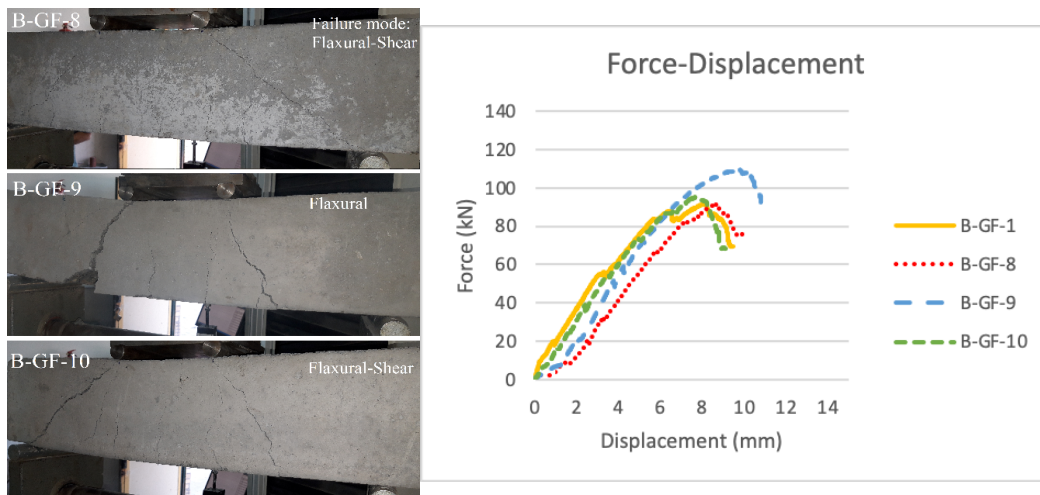 B-GF-8
Failure mode:
Flaxural-Shear
B-GF-9
Flaxural
B-GF-10
Flaxural-Shear
Force-Displacement
140
120
100
80
60
40
20
0
0 2 4 6 8 10 12 14
Force (kN)
Displacement (mm)
B-GF-1
B-GF-8
B-GF-9
B-GF-10